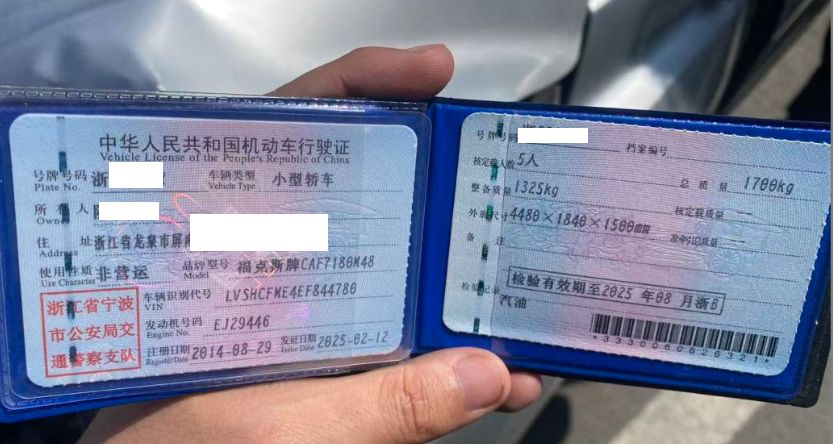 中华人民共和国机动车行驶证
Vehicle License of the People's Republic of China
号牌号码 浙 车辆类型 小型轿车
Plate No. Vehicle Type
所有人
Owner
住址 浙江省龙泉市屏南
Address
使用性质 非营运 品牌型号 福克斯牌CAF7180M48
Use Character Model
浙江省宁波
市公安局交
通警察支队
车辆识别代号 LVSHCFME4EF844780
VIN
发动机号码 EJ29446
Engine No.
注册日期 2014-08-29 发证日期 2025-02-12
Register Date Issue Date
号牌号码 档案编号
核定载人数 5人 总质量 1700kg
整备质量 1325kg 核定载质量 --
外廓尺寸 4480×1840×1500mm 准牵引总质量 --
备注
检验记录 检验有效期至2025年08月浙B
汽油
*3330060826321*